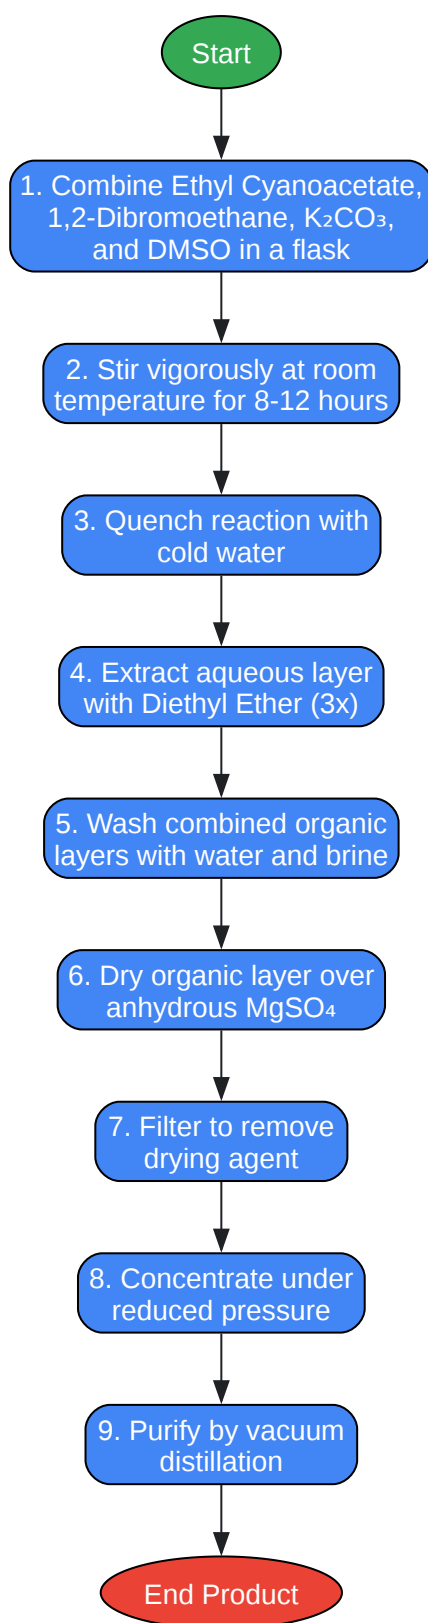 Start
1. Combine Ethyl Cyanoacetate,
1,2-Dibromoethane, K₂CO₃,
and DMSO in a flask
2. Stir vigorously at room
temperature for 8-12 hours
3. Quench reaction with
cold water
4. Extract aqueous layer
with Diethyl Ether (3x)
5. Wash combined organic
layers with water and brine
6. Dry organic layer over
anhydrous MgSO₄
7. Filter to remove
drying agent
8. Concentrate under
reduced pressure
9. Purify by vacuum
distillation
End Product